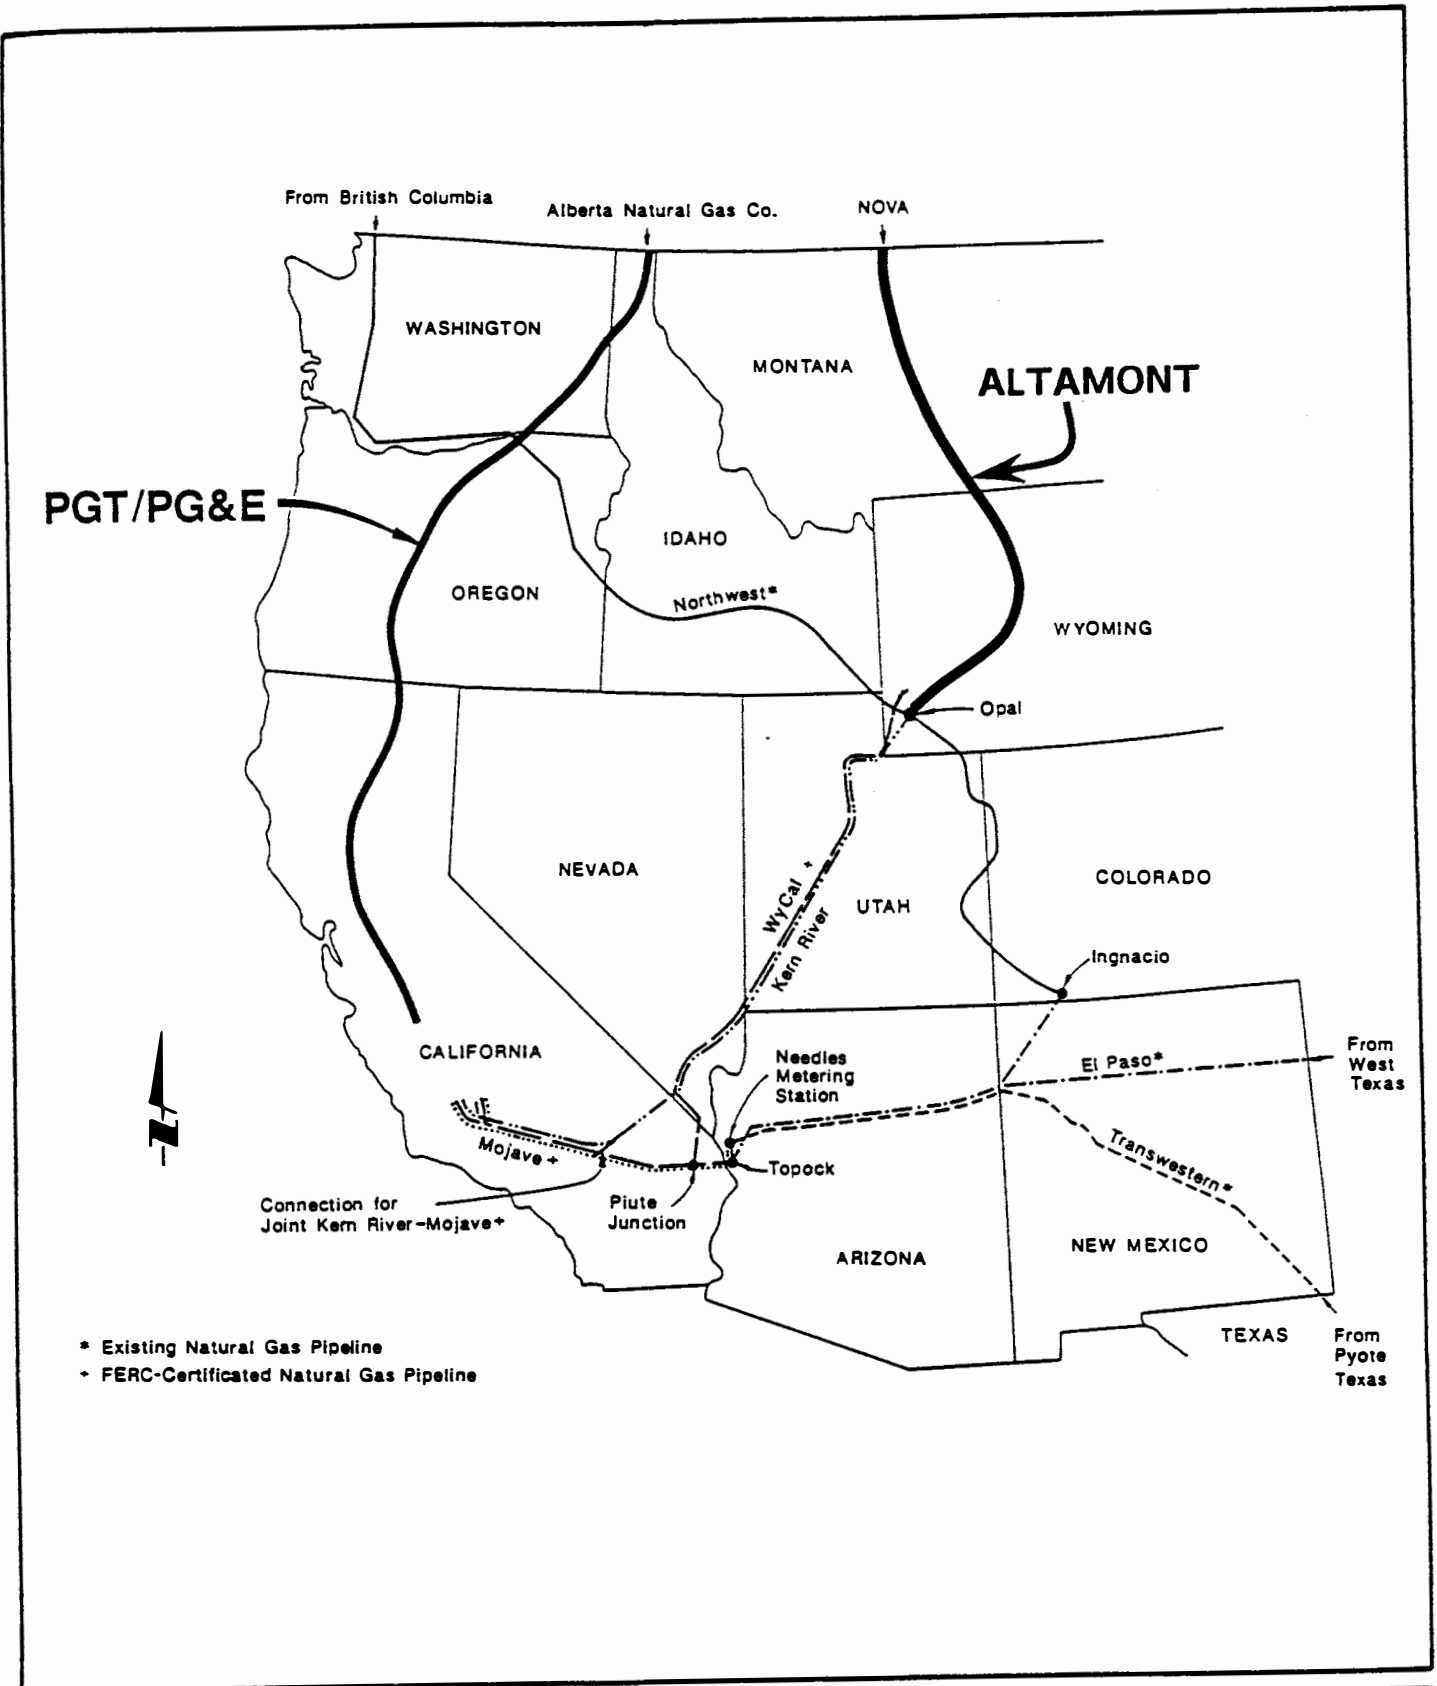 From British Columbia
Alberta Natural Gas Co.
NOVA
WASHINGTON
MONTANA
ALTAMONT
PGT/PG&E
IDAHO
OREGON
Northwest*
WYOMING
Opal
NEVADA
WyCal +
Kern River
UTAH
COLORADO
Ingnacio
CALIFORNIA
Needles
Metering
Station
El Paso*
From
West
Texas
Mojave+
Transwestern*
Topock
Connection for
Joint Kern River-Mojave+
Piute
Junction
ARIZONA
NEW MEXICO
n
TEXAS
From
Pyote
Texas
* Existing Natural Gas Pipeline
+ FERC-Certificated Natural Gas Pipeline